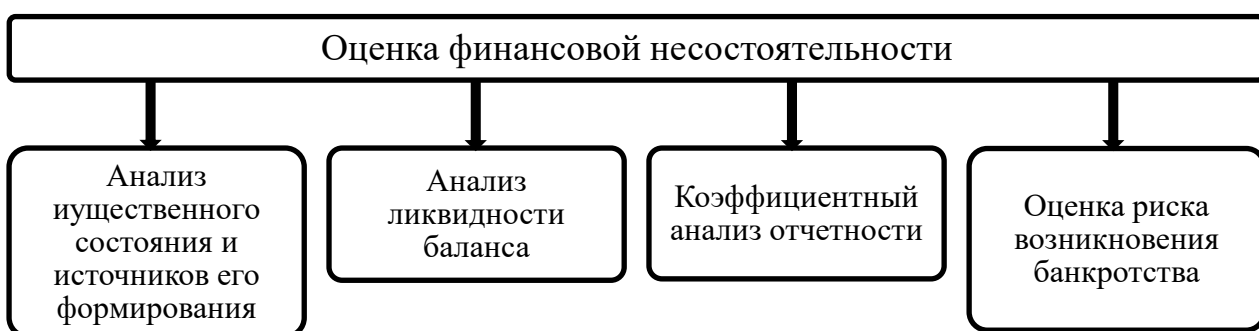 Оценка финансовой несостоятельности
Анализ
иущественного
состояния и
источников его
формирования
Анализ
ликвидности
баланса
Коэффициентный
анализ отчетности
Оценка риска
возникновения
банкротства